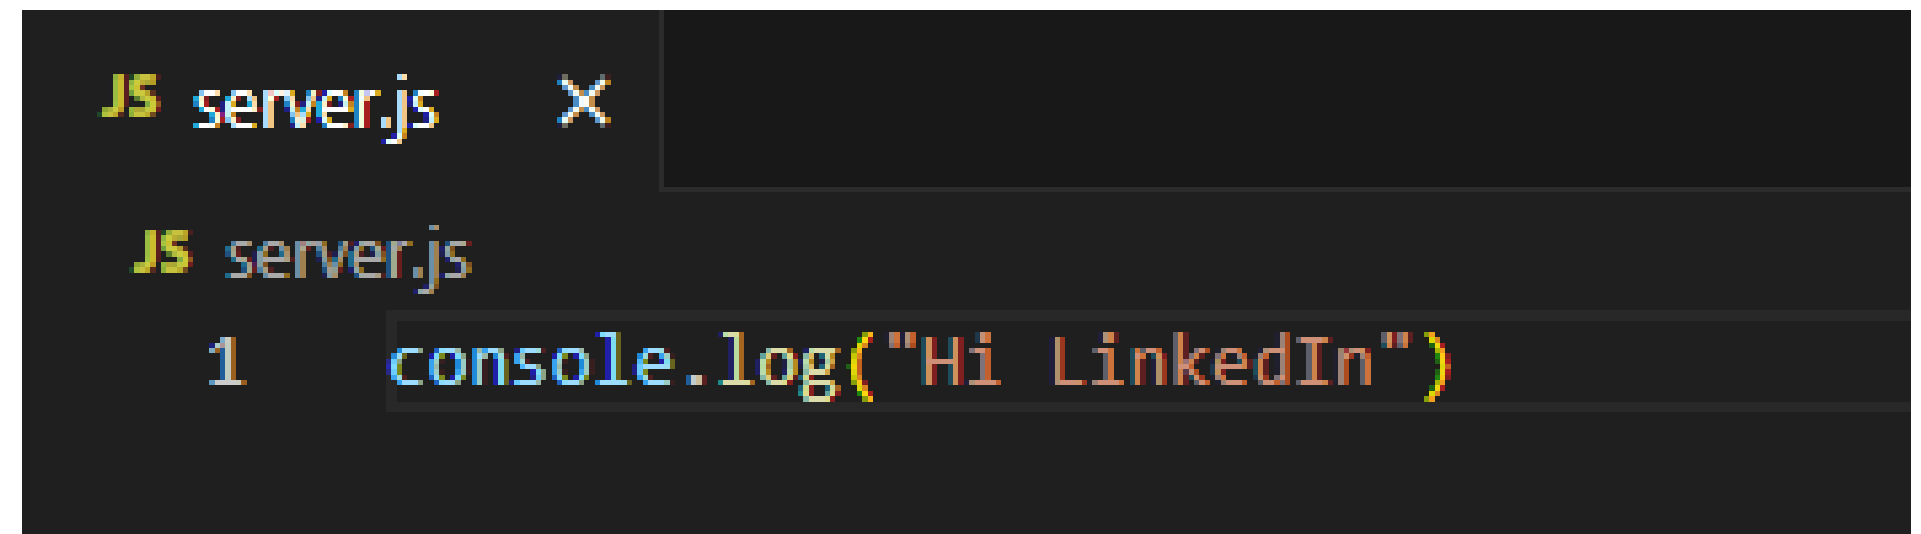 JS server.js ✕
JS server.js
1 console.log("Hi LinkedIn")